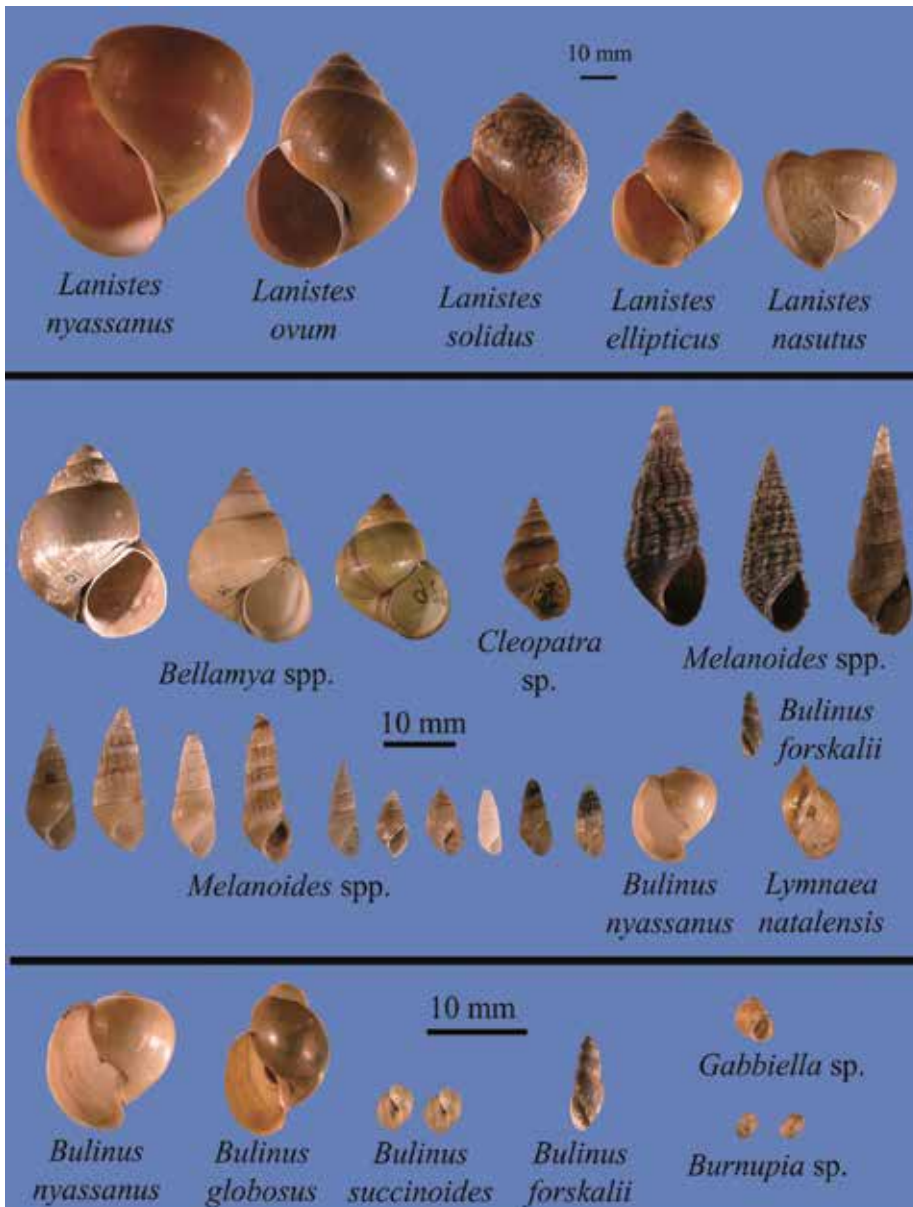 10 mm
Lanistes
nyassanus
Lanistes
ovum
Lanistes
solidus
Lanistes
ellipticus
Lanistes
nasutus
Bellamya spp.
Cleopatra
sp.
Melanoides spp.
10 mm
Bulinus
forskalii
Melanoides spp.
Bulinus
nyassanus
Lymnaea
natalensis
10 mm
Bulinus
nyassanus
Bulinus
globosus
Bulinus
succinoides
Bulinus
forskalii
Gabbiella sp.
Burnupia sp.